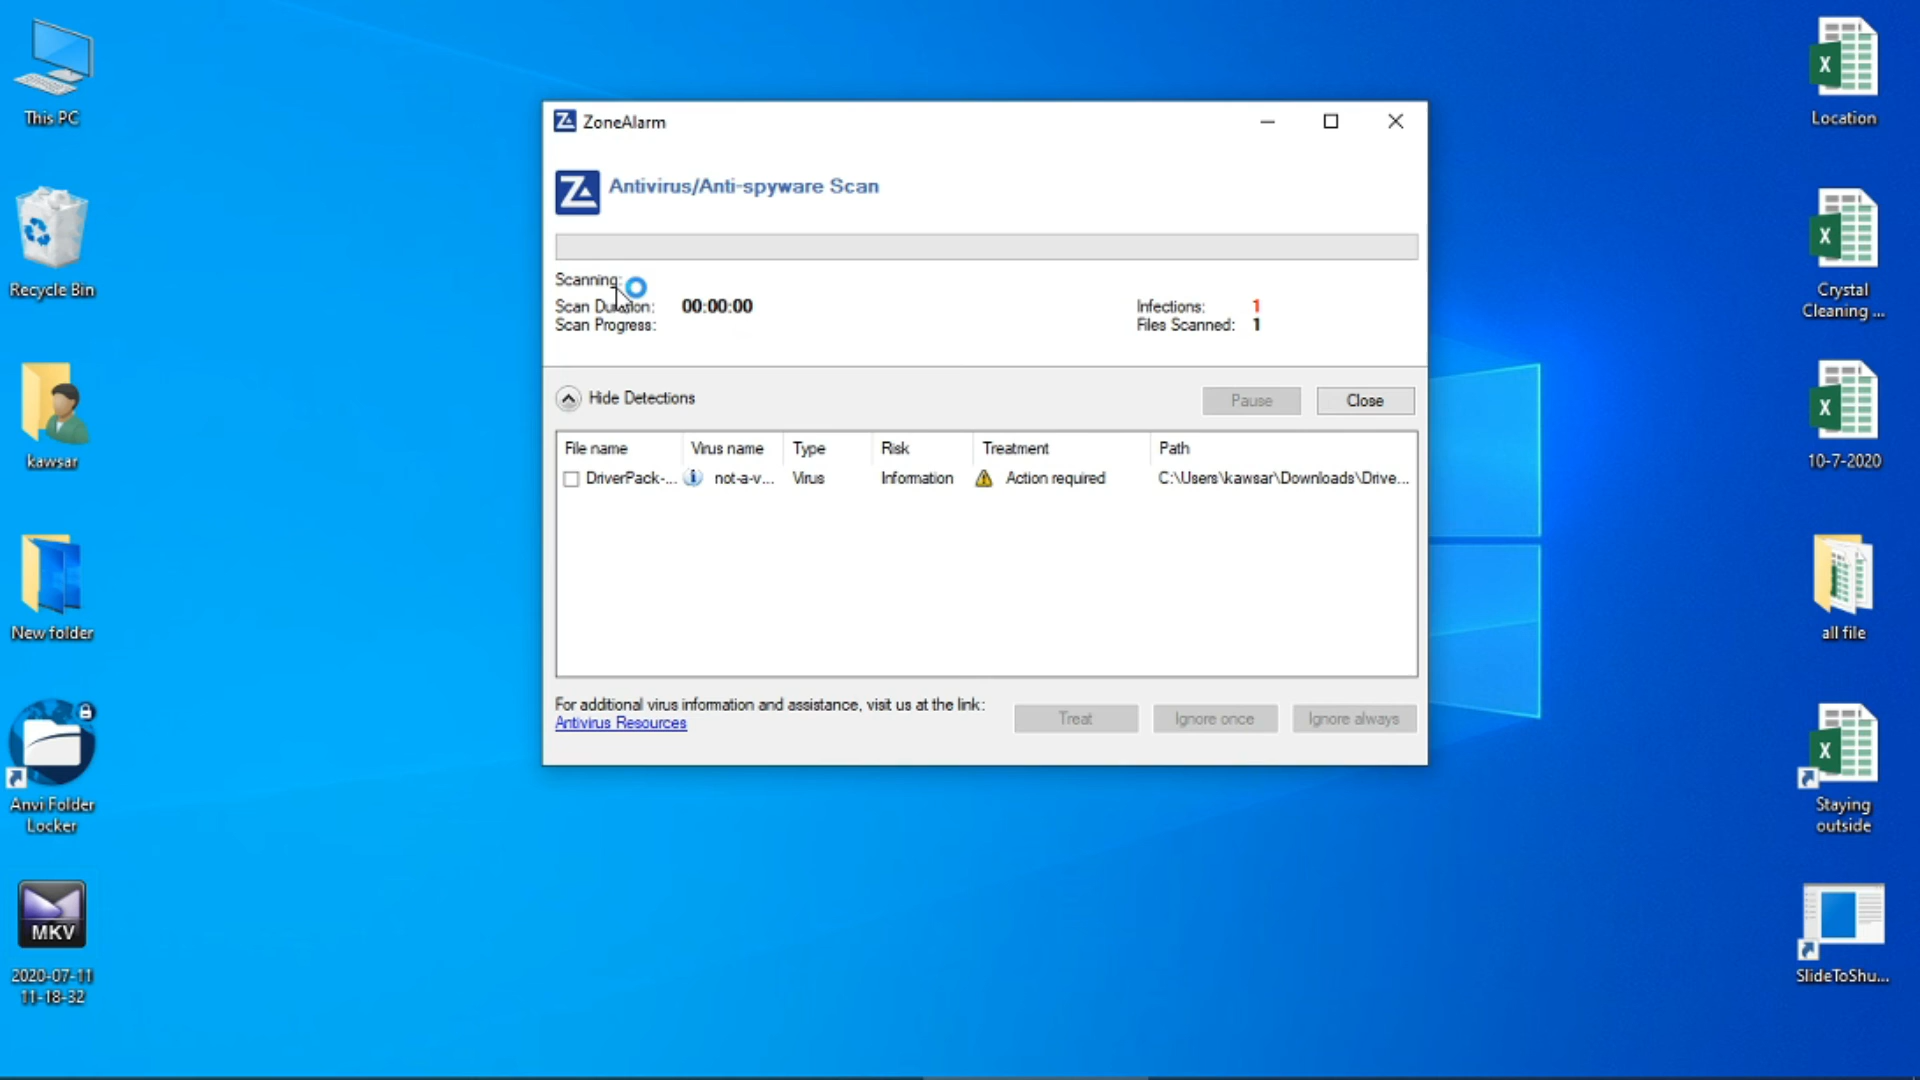 This PC
Recycle Bin
kawsar
New folder
Anvi Folder
Locker
MKV
2020-07-11
11-18-32
ZoneAlarm
Antivirus/Anti-spyware Scan
Scanning:
Scan Duration: 00:00:00
Scan Progress:
Infections: 1
Files Scanned: 1
Hide Detections
Pause
Close
File name Virus name Type Risk Treatment Path
DriverPack-... not-a-v... Virus Information Action required C:\Users\kawsar\Downloads\Drive...
For additional virus information and assistance, visit us at the link:
Antivirus Resources
Treat
Ignore once
Ignore always
Location
Crystal
Cleaning ...
10-7-2020
all file
Staying
outside
SlideToShu...